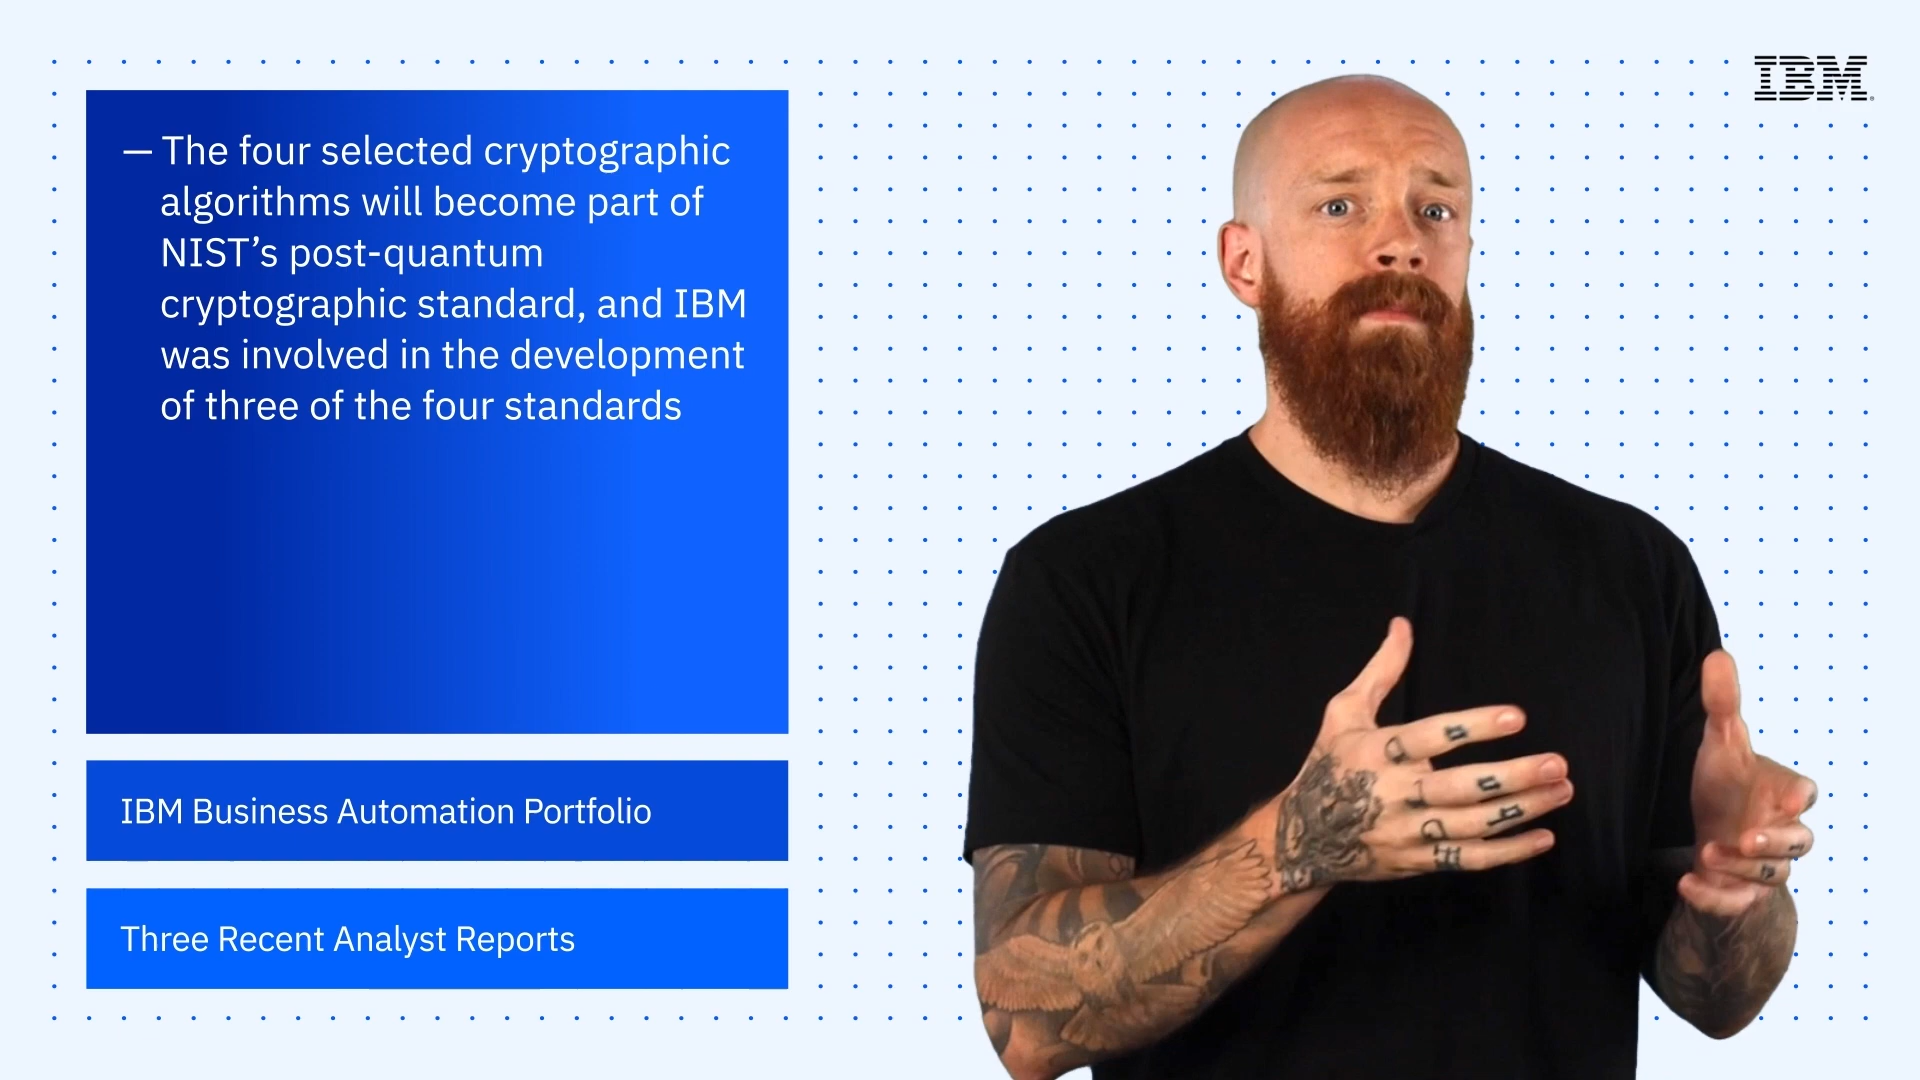 IBM
— The four selected cryptographic
algorithms will become part of
NIST’s post-quantum
cryptographic standard, and IBM
was involved in the development
of three of the four standards
IBM Business Automation Portfolio
Three Recent Analyst Reports